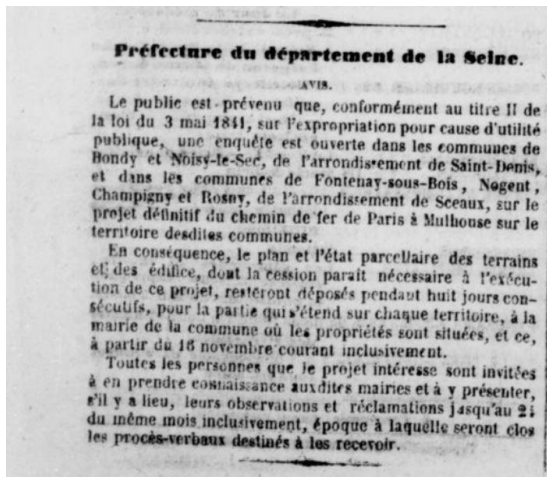 Préfecture du département de la Seine.
AVIS.
Le public est prévenu que, conformément au titre II de
la loi du 3 mai 1841, sur l'expropriation pour cause d'utilité
publique, une enquête est ouverte dans les communes de
Bondy et Noisy-le-Sec, de l'arrondissement de Saint-Denis,
et dans les communes de Fontenay-sous-Bois, Nogent,
Champigny et Rosny, de l'arrondissement de Sceaux, sur le
projet définitif du chemin de fer de Paris à Mulhouse sur le
territoire desdites communes.
En conséquence, le plan et l'état parcellaire des terrains
et des édifice, dont la cession paraît nécessaire à l'exécu-
tion de ce projet, resteront déposés pendant huit jours con-
sécutifs, pour la partie qui s'étend sur chaque territoire, à la
mairie de la commune où les propriétés sont situées, et ce,
à partir du 16 novembre courant inclusivement.
Toutes les personnes que le projet intéresse sont invitées
à en prendre connaissance auxdites mairies et à y présenter,
s'il y a lieu, leurs observations et réclamations jusqu'au
du même mois inclusivement, époque à laquelle seront clos
les procès-verbaux destinés à les recevoir.